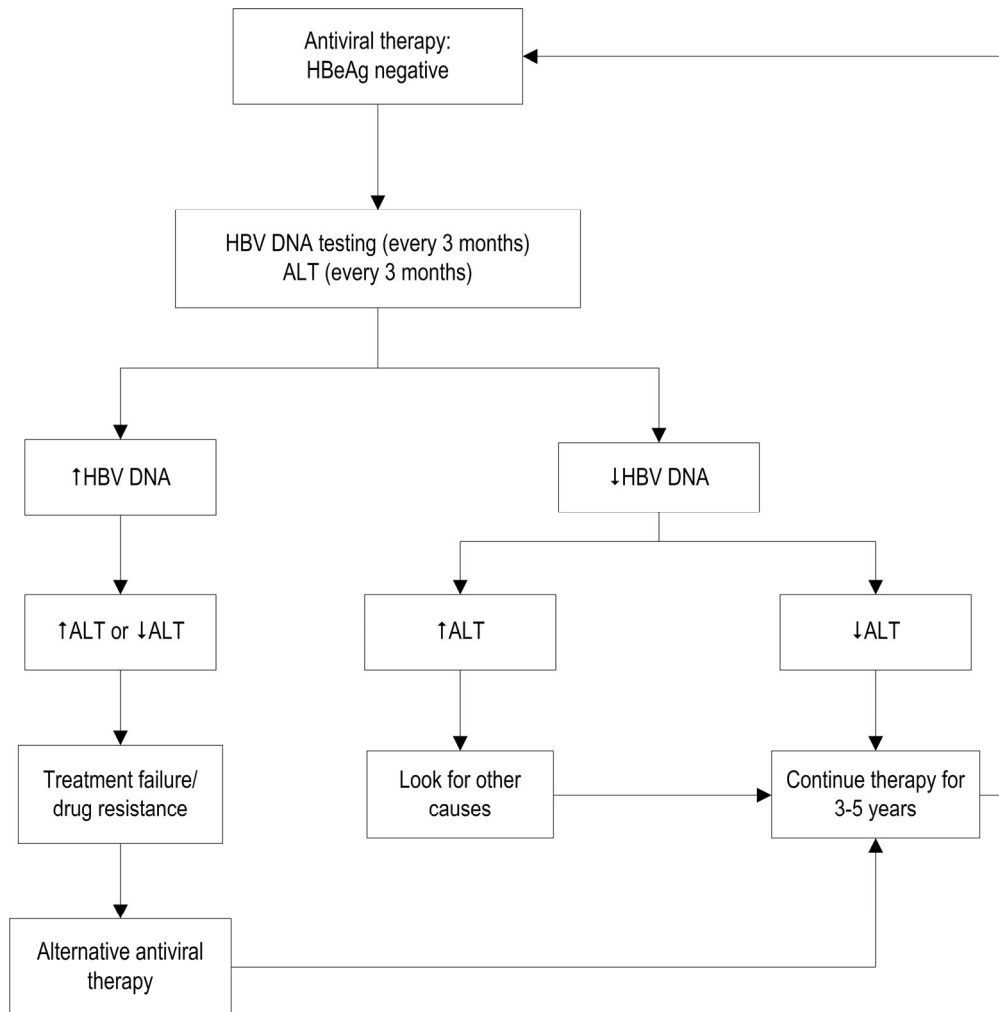 Antiviral therapy:
HBeAg negative
HBV DNA testing (every 3 months)
ALT (every 3 months)
↑HBV DNA
↓HBV DNA
↑ALT or ↓ALT
↑ALT
↓ALT
Treatment failure/
drug resistance
Look for other
causes
Continue therapy for
3-5 years
Alternative antiviral
therapy